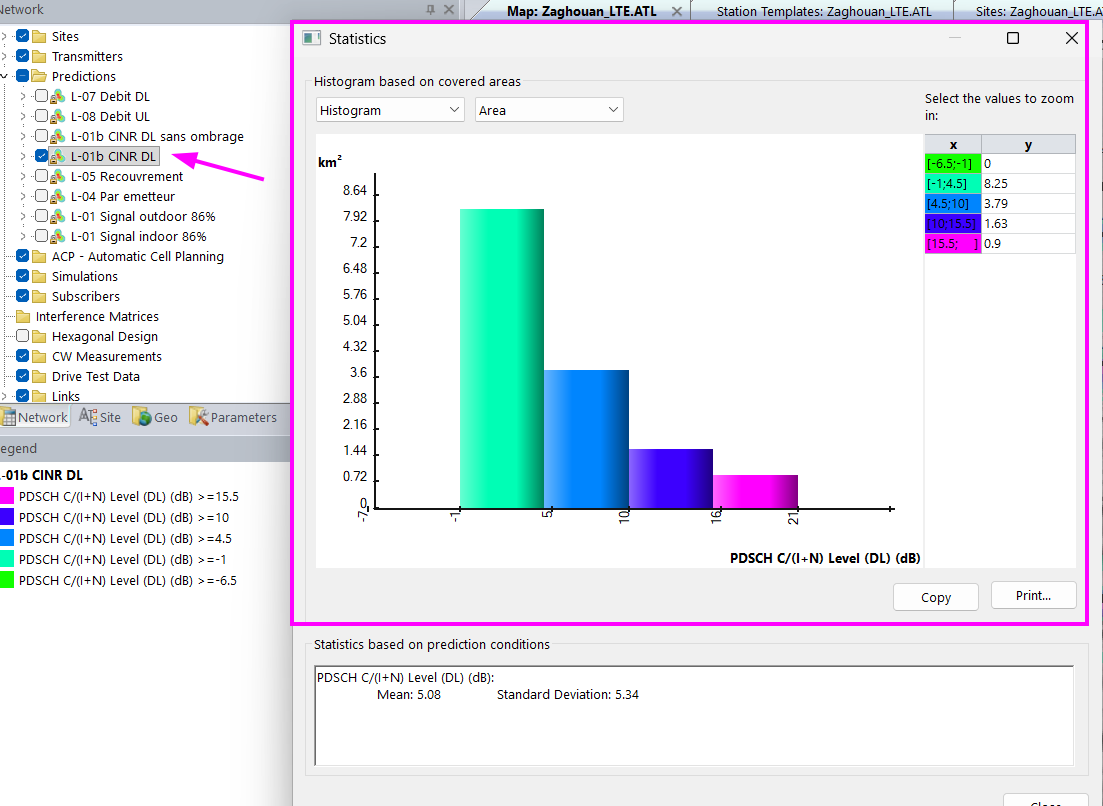 Network
Map: Zaghouan_LTE.ATL
Station Templates: Zaghouan_LTE.ATL
Sites: Zaghouan_LTE.A
Sites
Transmitters
Predictions
L-07 Debit DL
L-08 Debit UL
L-01b CINR DL sans ombrage
L-01b CINR DL
L-05 Recouvrement
L-04 Par emetteur
L-01 Signal outdoor 86%
L-01 Signal indoor 86%
ACP - Automatic Cell Planning
Simulations
Subscribers
Interference Matrices
Hexagonal Design
CW Measurements
Drive Test Data
Links
Network
Site
Geo
Parameters
egend
-01b CINR DL
PDSCH C/(I+N) Level (DL) (dB) >=15.5
PDSCH C/(I+N) Level (DL) (dB) >=10
PDSCH C/(I+N) Level (DL) (dB) >=4.5
PDSCH C/(I+N) Level (DL) (dB) >=-1
PDSCH C/(I+N) Level (DL) (dB) >=-6.5
Statistics
Histogram based on covered areas
Histogram
Area
km²
8.64
7.92
7.2
6.48
5.76
5.04
4.32
3.6
2.88
2.16
1.44
0.72
0
-7
-1
5
10
16
21
PDSCH C/(I+N) Level (DL) (dB)
Select the values to zoom
in:
x y
[-6.5;-1] 0
[-1;4.5] 8.25
[4.5;10] 3.79
[10;15.5] 1.63
[15.5; ] 0.9
Copy
Print...
Statistics based on prediction conditions
PDSCH C/(I+N) Level (DL) (dB):
Mean: 5.08 Standard Deviation: 5.34